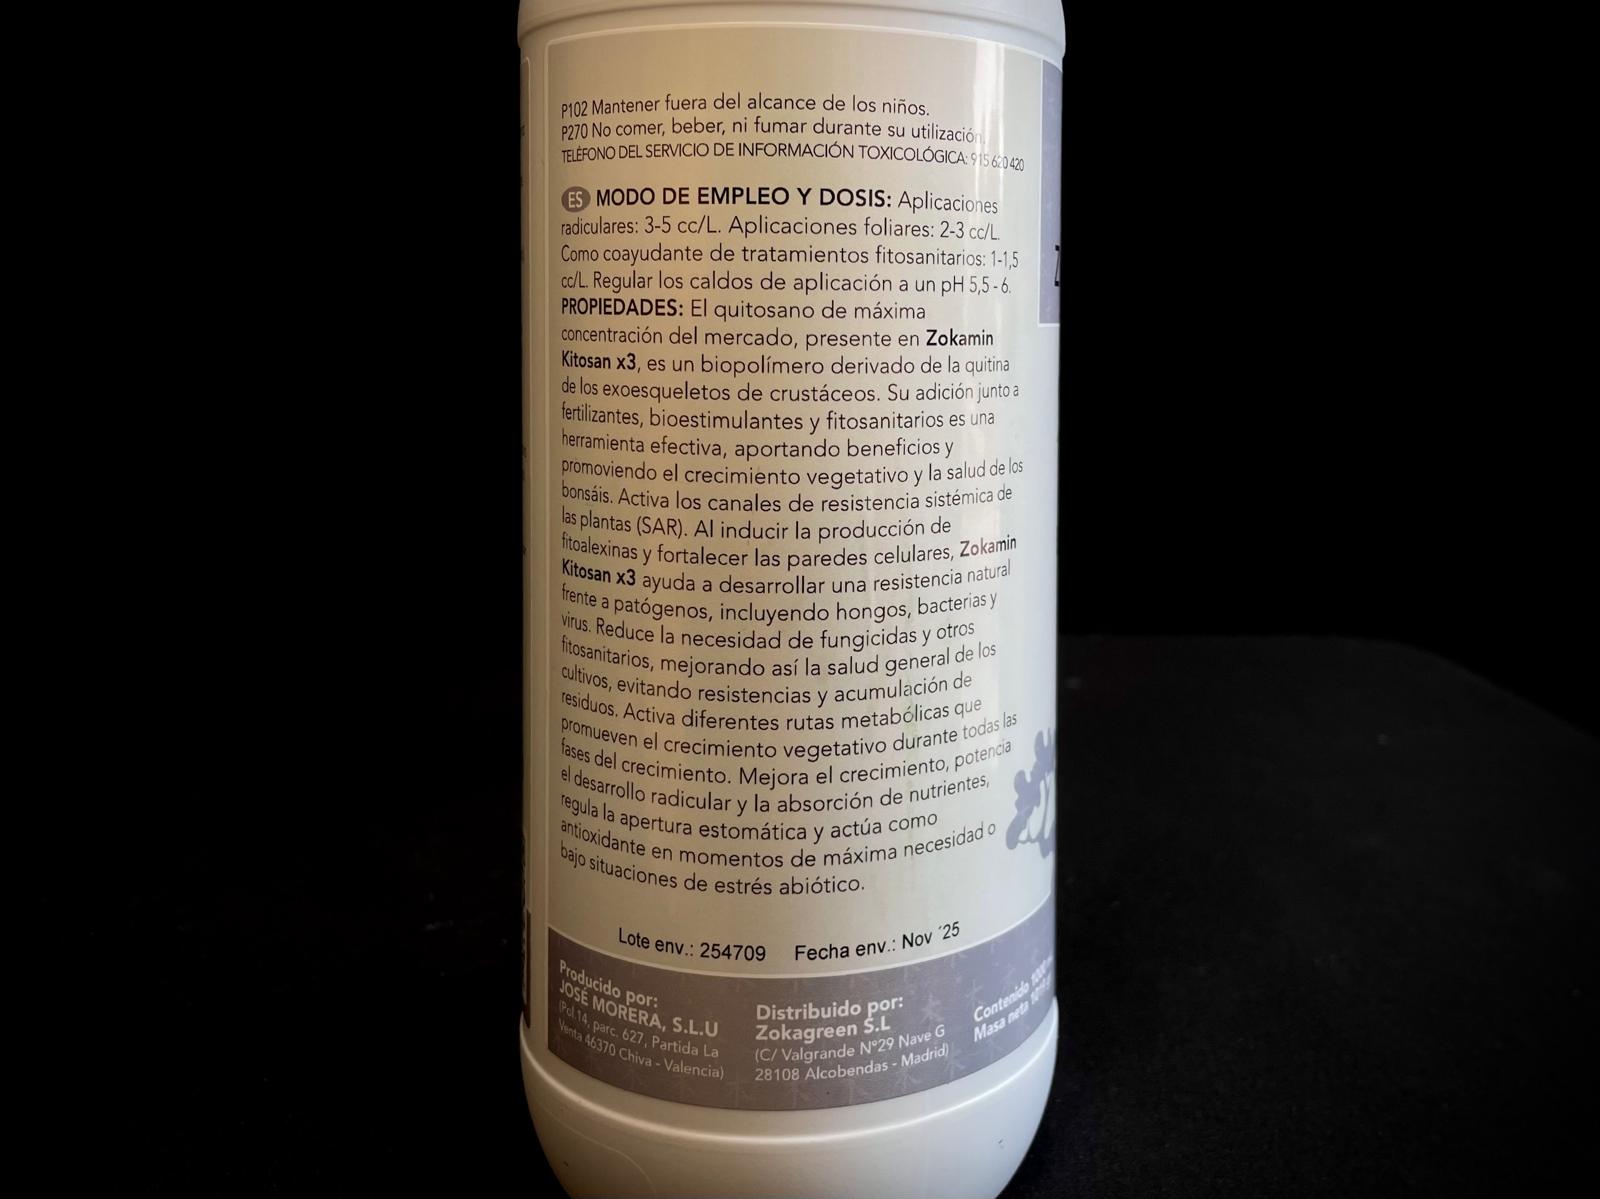 P102 Mantener fuera del alcance de los niños.
P270 No comer, beber, ni fumar durante su utilización.
TELÉFONO DEL SERVICIO DE INFORMACIÓN TOXICOLÓGICA: 915 620 420
ES MODO DE EMPLEO Y DOSIS: Aplicaciones
radiculares: 3-5 cc/L. Aplicaciones foliares: 2-3 cc/L.
Como coayudante de tratamientos fitosanitarios: 1-1,5
cc/L. Regular los caldos de aplicación a un pH 5,5 - 6.
PROPIEDADES: El quitosano de máxima
concentración del mercado, presente en Zokamin
Kitosan x3, es un biopolímero derivado de la quitina
de los exoesqueletos de crustáceos. Su adición junto a
fertilizantes, bioestimulantes y fitosanitarios es una
herramienta efectiva, aportando beneficios y
promoviendo el crecimiento vegetativo y la salud de los
bonsáis. Activa los canales de resistencia sistémica de
las plantas (SAR). Al inducir la producción de
fitoalexinas y fortalecer las paredes celulares, Zokamin
Kitosan x3 ayuda a desarrollar una resistencia natural
frente a patógenos, incluyendo hongos, bacterias y
virus. Reduce la necesidad de fungicidas y otros
fitosanitarios, mejorando así la salud general de los
cultivos, evitando resistencias y acumulación de
residuos. Activa diferentes rutas metabólicas que
promueven el crecimiento vegetativo durante todas las
fases del crecimiento. Mejora el crecimiento, potencia
el desarrollo radicular y la absorción de nutrientes,
regula la apertura estomática y actúa como
antioxidante en momentos de máxima necesidad o
bajo situaciones de estrés abiótico.
Lote env.: 254709 Fecha env.: Nov ´25
Producido por:
JOSÉ MORERA, S.L.U
(Pol.14, parc. 627, Partida La
Venta 46370 Chiva - Valencia)
Distribuido por:
Zokagreen S.L
(C/ Valgrande Nº29 Nave G
28108 Alcobendas - Madrid)
Contenido
Masa neta